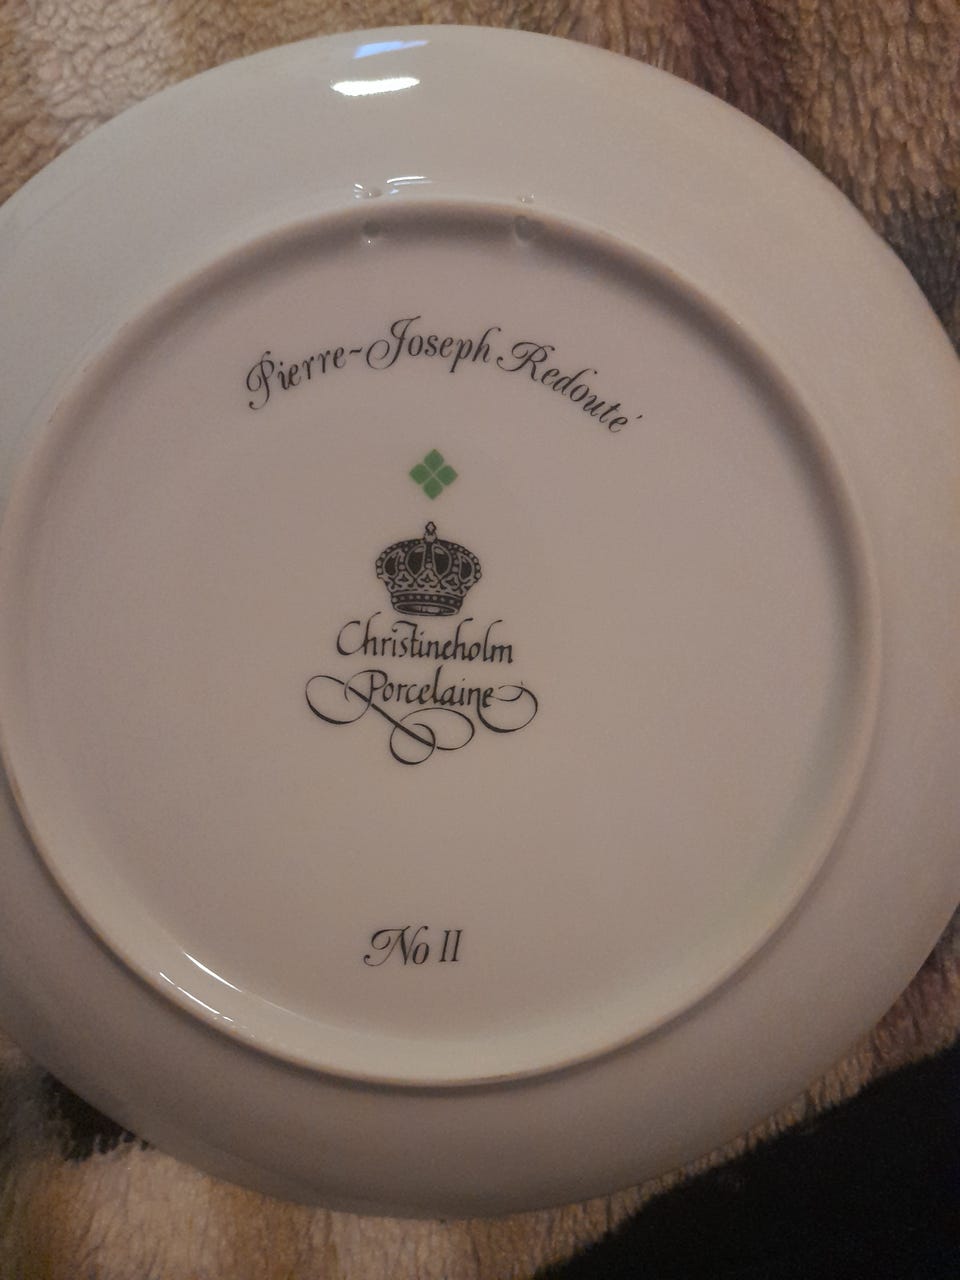 Pierre-Joseph Redouté
Christineholm
Porcelaine
No II